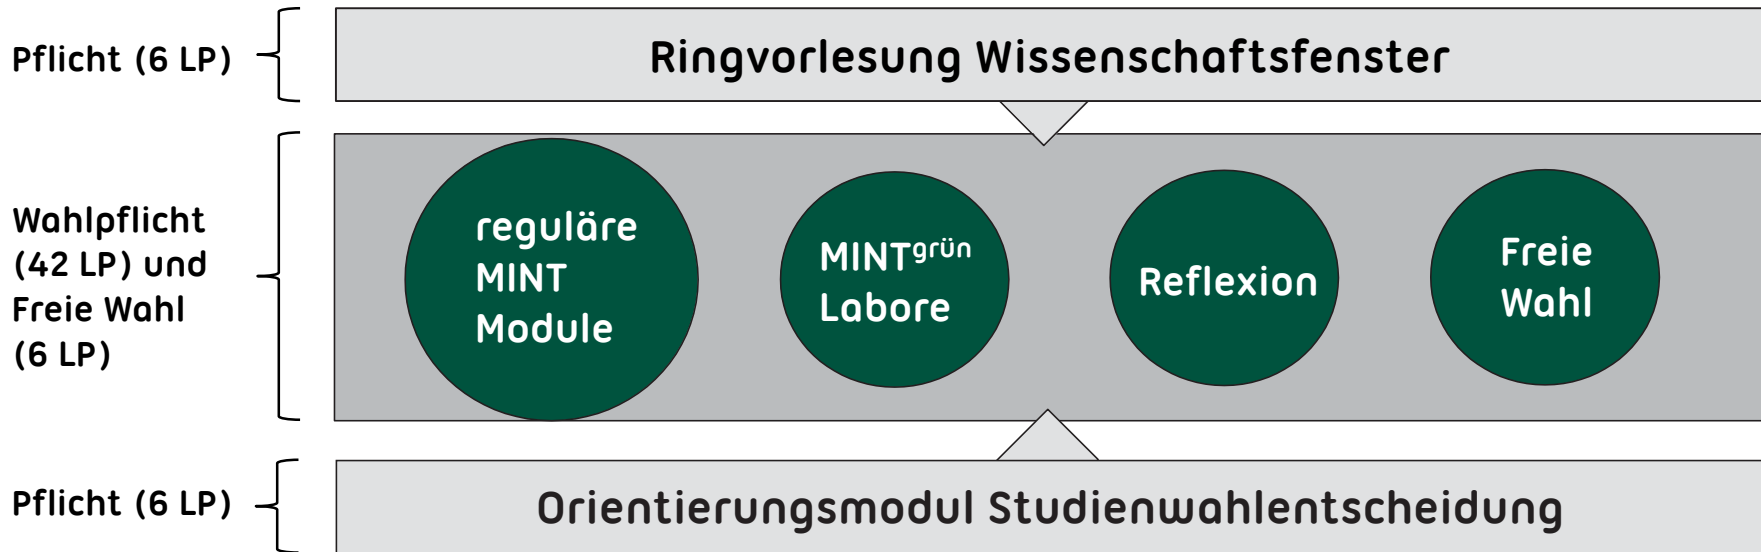 Pflicht (6 LP)
Ringvorlesung Wissenschaftsfenster
Wahlpflicht
(42 LP) und
Freie Wahl
(6 LP)
reguläre
MINT
Module
MINTgrün
Labore
Reflexion
Freie
Wahl
Pflicht (6 LP)
Orientierungsmodul Studienwahlentscheidung